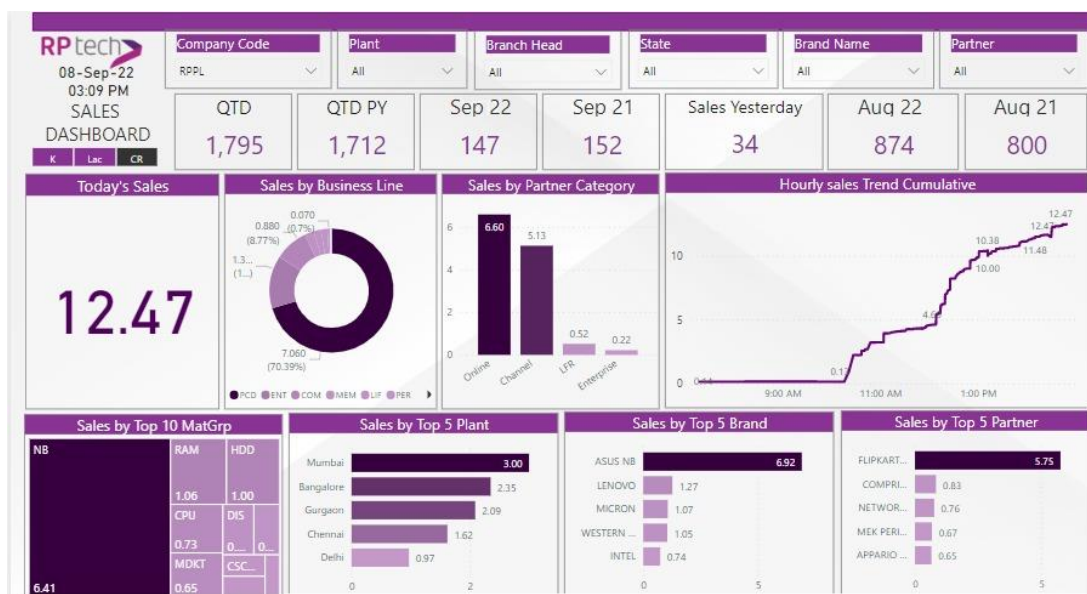 RP tech
08-Sep-22
03:09 PM
SALES
DASHBOARD
K Lac CR
Company Code
RPPL
Plant
All
Branch Head
All
State
All
Brand Name
All
Partner
All
QTD
1,795
QTD PY
1,712
Sep 22
147
Sep 21
152
Sales Yesterday
34
Aug 22
874
Aug 21
800
Today's Sales
12.47
Sales by Business Line
0.070
(0.7%)
0.880
(8.77%)
1.3...
(1...)
7.060
(70.39%)
PCD ENT COM MEM LIF PER
Sales by Partner Category
6
4
2
0
6.60
5.13
0.52
0.22
Online
Channel
LFR
Enterprise
Hourly sales Trend Cumulative
10
5
0
0.13
10.38
10.00
11.48
12.47
9:00 AM 11:00 AM 1:00 PM
Sales by Top 10 MatGrp
NB
6.41
RAM
1.06
HDD
1.00
CPU
0.73
DIS
0....
0...
MDKT
0.65
CSC...
Sales by Top 5 Plant
Mumbai 3.00
Bangalore 2.35
Gurgaon 2.09
Chennai 1.62
Delhi 0.97
0 2
Sales by Top 5 Brand
ASUS NB 6.92
LENOVO 1.27
MICRON 1.07
WESTERN ... 1.05
INTEL 0.74
0 5
Sales by Top 5 Partner
FLIPKART... 5.75
COMPRI... 0.83
NETWOR... 0.76
MEK PERI... 0.67
APPARIO ... 0.65
0 5